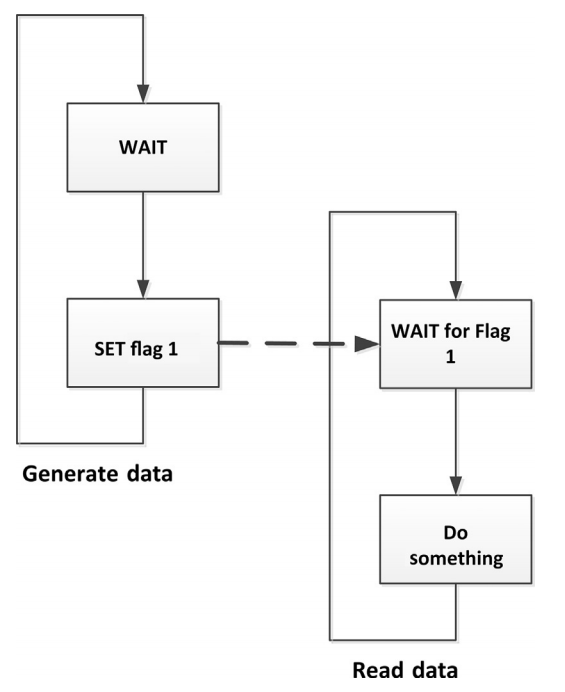 WAIT
SET flag 1
Generate data
WAIT for Flag
1
Do
something
Read data